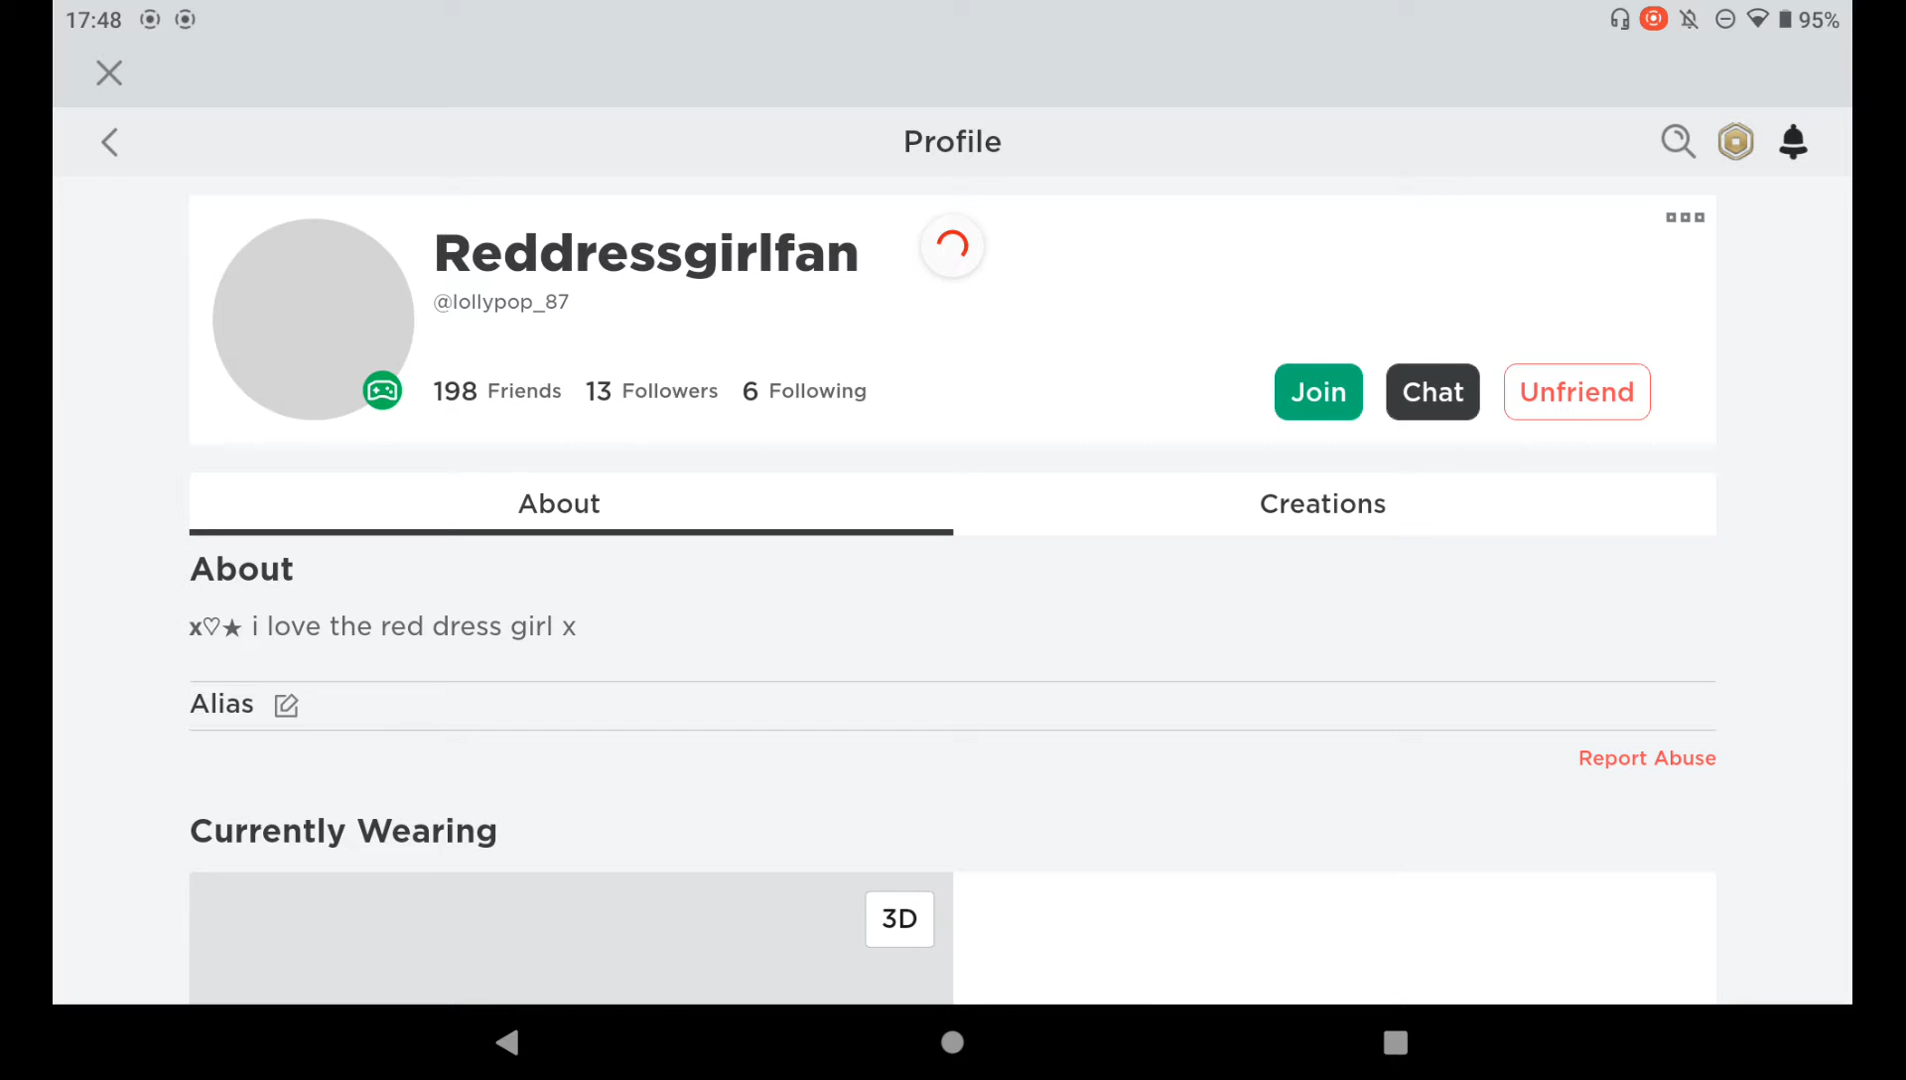 17:48
95%
Profile
Reddressgirlfan
@lollypop_87
198 Friends 13 Followers 6 Following
Join Chat Unfriend
About Creations
About
x♡★ i love the red dress girl x
Alias
Report Abuse
Currently Wearing
3D